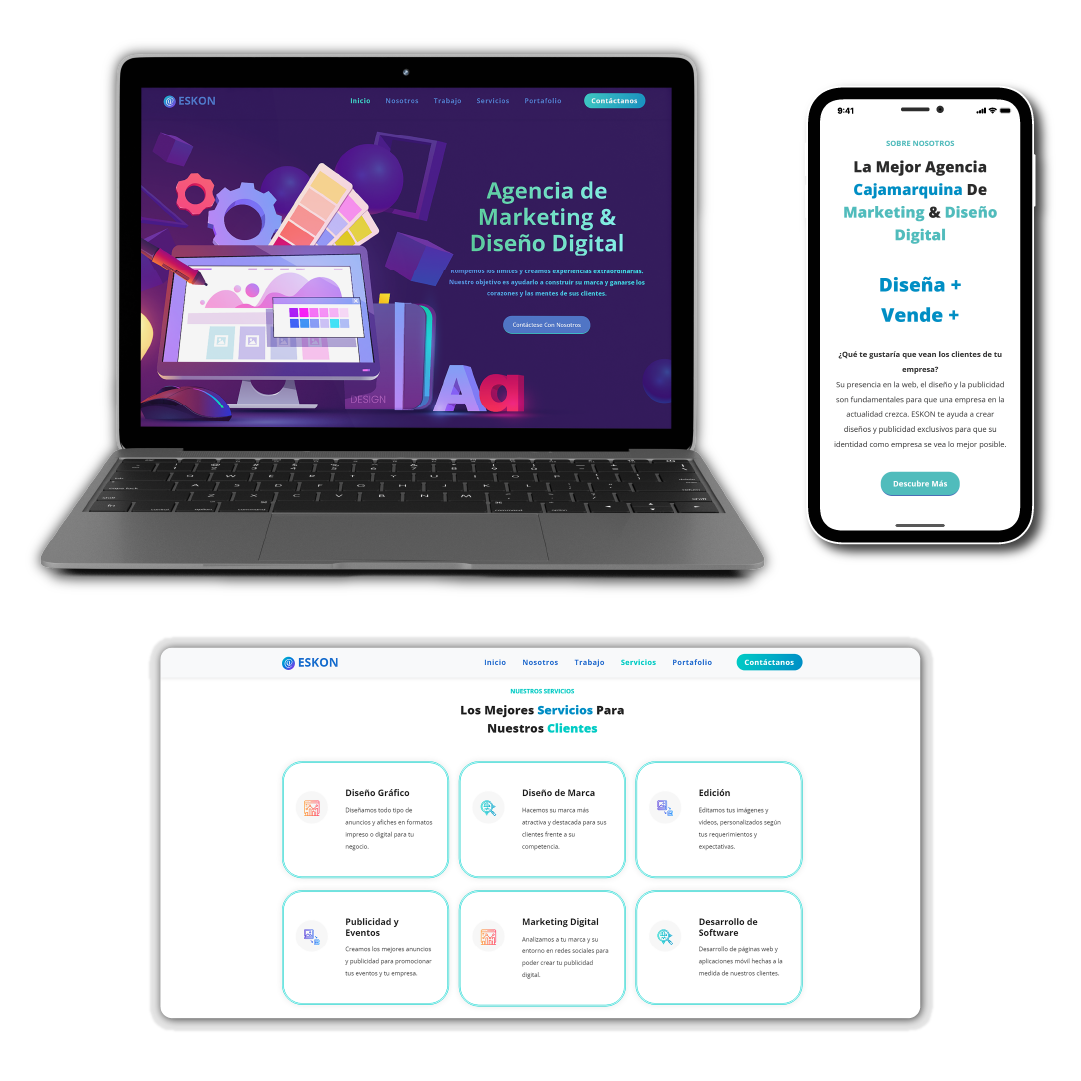 ESKON
Inicio Nosotros Trabajo Servicios Portafolio Contáctanos
Agencia de
Marketing &
Diseño Digital
Rompemos los límites y creamos experiencias extraordinarias.
Nuestro objetivo es ayudarlo a construir su marca y ganarse los
corazones y las mentes de sus clientes.
Contáctese Con Nosotros
DESIGN
Aa
9:41
SOBRE NOSOTROS
La Mejor Agencia
Cajamarquina De
Marketing & Diseño
Digital
Diseña +
Vende +
¿Qué te gustaría que vean los clientes de tu
empresa?
Su presencia en la web, el diseño y la publicidad
son fundamentales para que una empresa en la
actualidad crezca. ESKON te ayuda a crear
diseños y publicidad exclusivos para que su
identidad como empresa se vea lo mejor posible.
Descubre Más
ESKON
Inicio Nosotros Trabajo Servicios Portafolio Contáctanos
NUESTROS SERVICIOS
Los Mejores Servicios Para
Nuestros Clientes
Diseño Gráfico
Diseñamos todo tipo de
anuncios y afiches en formatos
impreso o digital para tu
negocio.
Diseño de Marca
Hacemos su marca más
atractiva y destacada para sus
clientes frente a su
competencia.
Edición
Editamos tus imágenes y
videos, personalizados según
tus requerimientos y
expectativas.
Publicidad y
Eventos
Creamos los mejores anuncios
y publicidad para promocionar
tus eventos y tu empresa.
Marketing Digital
Analizamos a tu marca y su
entorno en redes sociales para
poder crear tu publicidad
digital.
Desarrollo de
Software
Desarrollo de páginas web y
aplicaciones móvil hechas a la
medida de nuestros clientes.